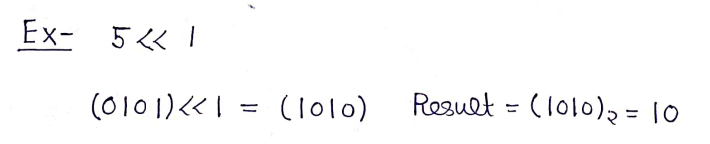 Ex- 5 << 1
(0101) << 1 = (1010) Result = (1010)₂ = 10